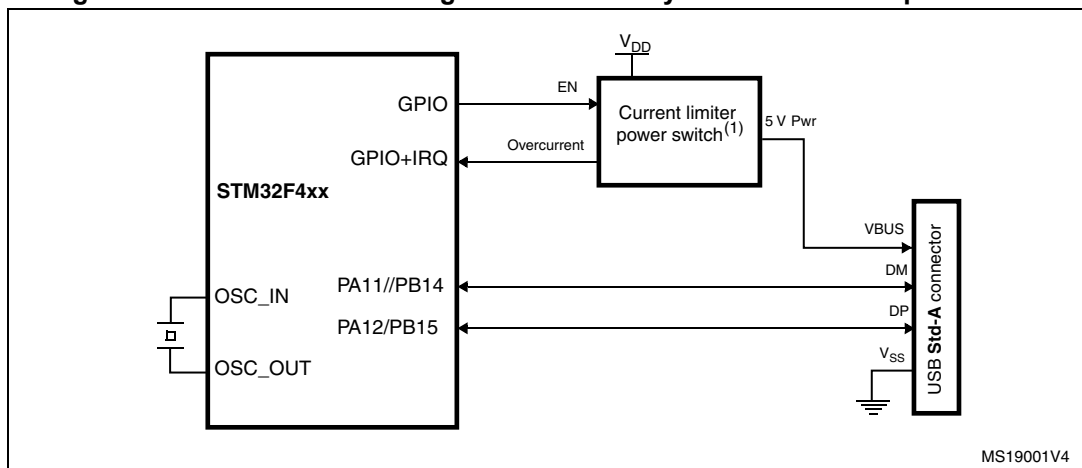 V_DD
EN
GPIO
Current limiter
power switch(1)
5 V Pwr
Overcurrent
GPIO+IRQ
STM32F4xx
VBUS
DM
PA11//PB14
OSC_IN
DP
PA12/PB15
V_SS
OSC_OUT
USB Std-A connector
MS19001V4